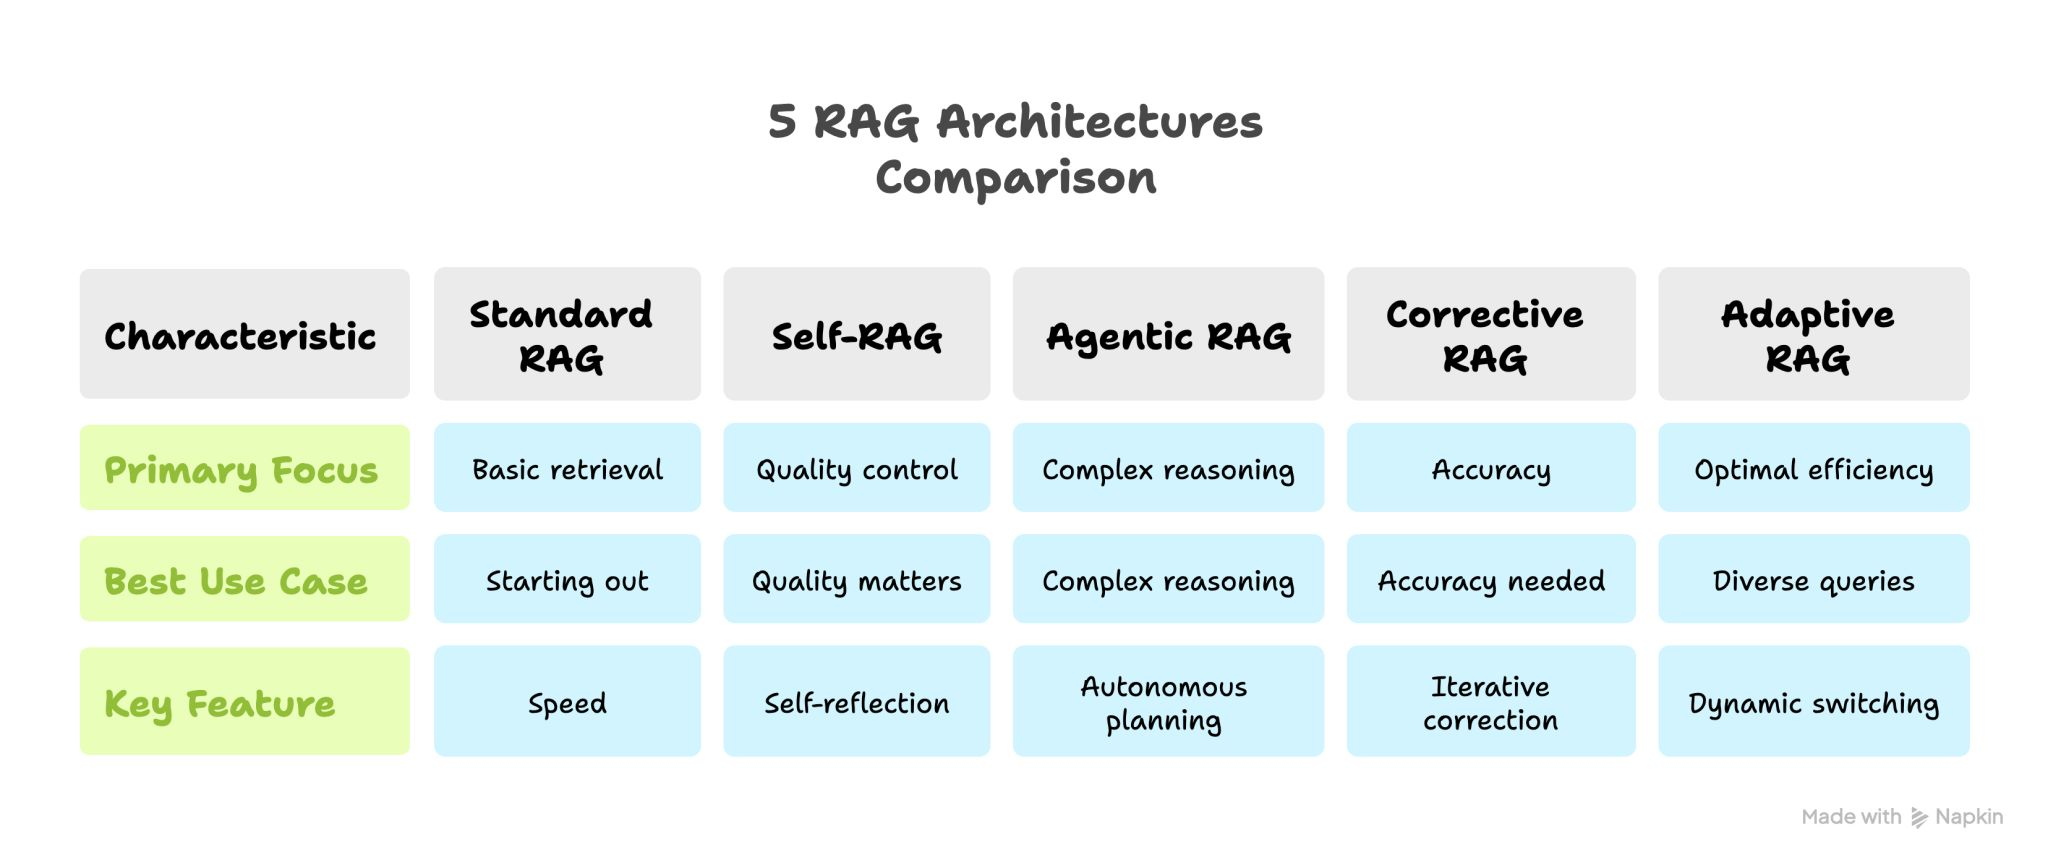 5 RAG Architectures
Comparison
Characteristic
Standard
RAG
Self-RAG
Agentic RAG
Corrective
RAG
Adaptive
RAG
Primary Focus
Basic retrieval
Quality control
Complex reasoning
Accuracy
Optimal efficiency
Best Use Case
Starting out
Quality matters
Complex reasoning
Accuracy needed
Diverse queries
Key Feature
Speed
Self-reflection
Autonomous
planning
Iterative
correction
Dynamic switching
Made with Napkin